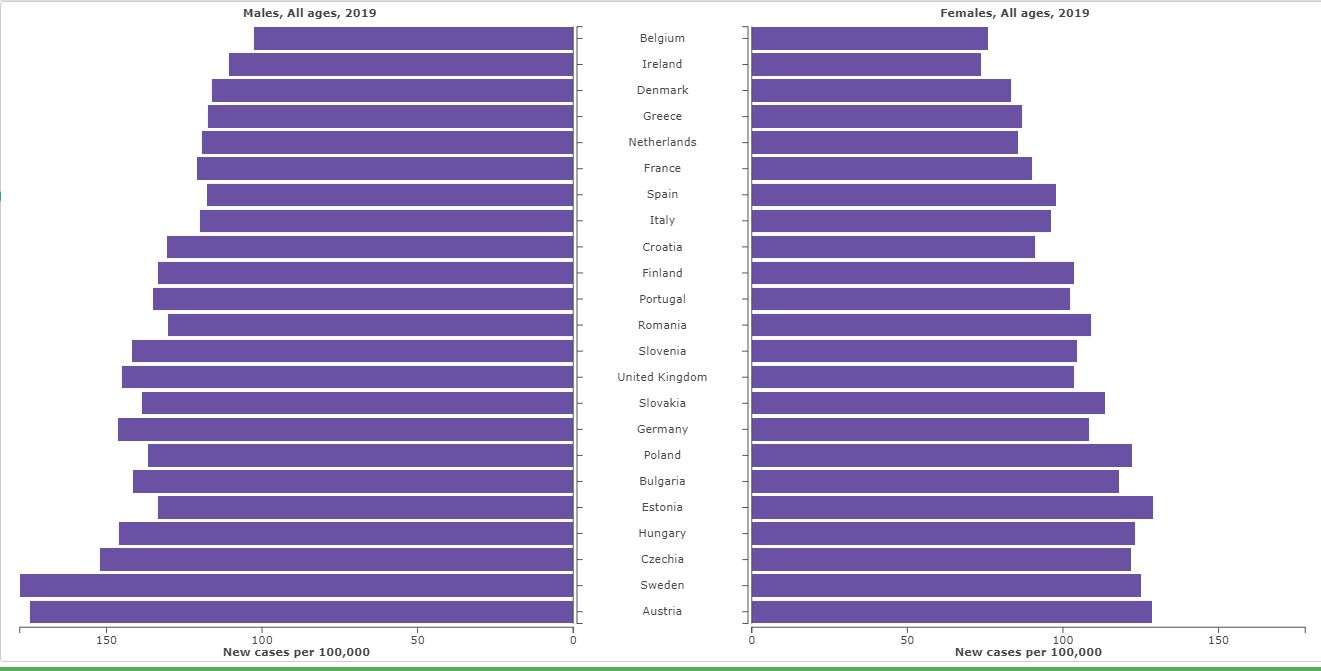 Males, All ages, 2019
Females, All ages, 2019
Belgium
Ireland
Denmark
Greece
Netherlands
France
Spain
Italy
Croatia
Finland
Portugal
Romania
Slovenia
United Kingdom
Slovakia
Germany
Poland
Bulgaria
Estonia
Hungary
Czechia
Sweden
Austria
150 100 50 0
0 50 100 150
New cases per 100,000
New cases per 100,000